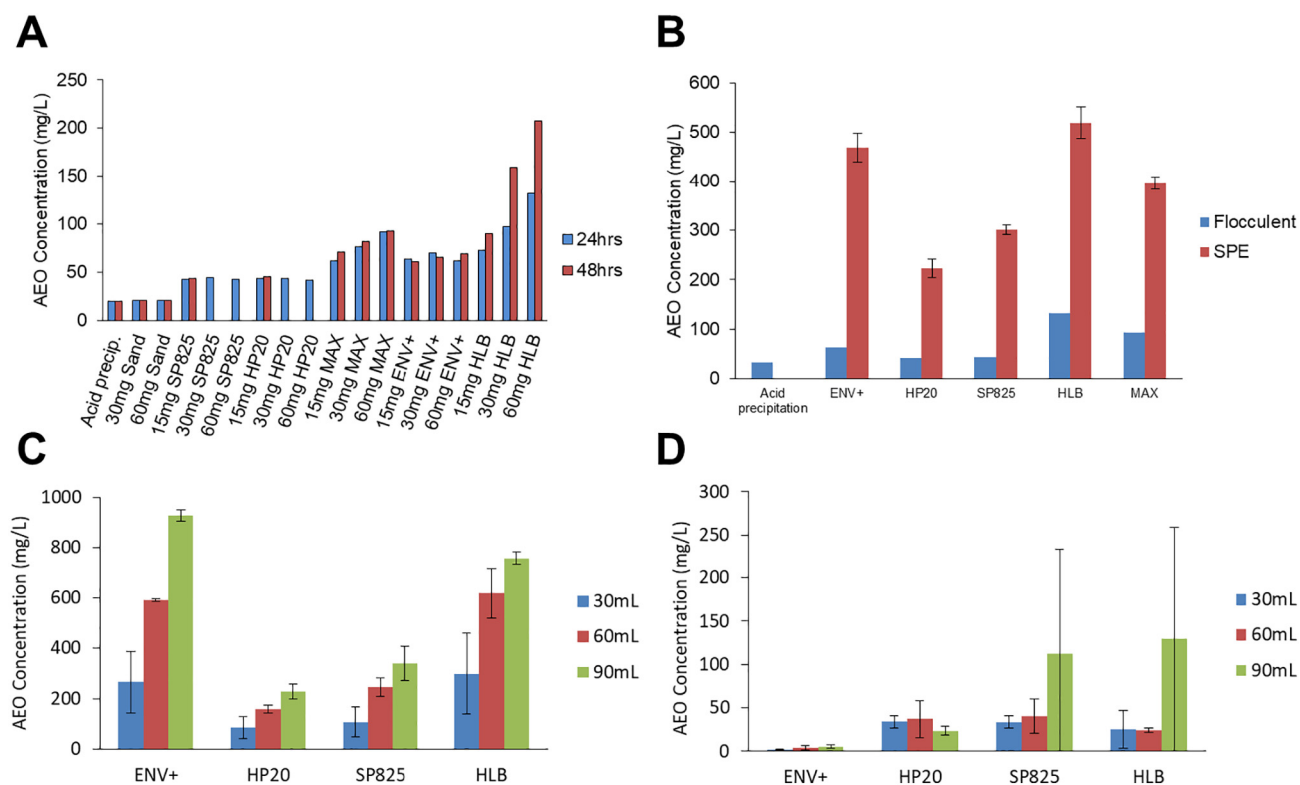 A
AEO Concentration (mg/L)
250
200
150
100
50
0
Acid precip.
30mg Sand
60mg Sand
15mg SP825
30mg SP825
60mg SP825
15mg HP20
30mg HP20
60mg HP20
15mg MAX
30mg MAX
60mg MAX
15mg ENV+
30mg ENV+
60mg ENV+
15mg HLB
30mg HLB
60mg HLB
24hrs
48hrs
B
AEO Concentration (mg/L)
600
500
400
300
200
100
0
Acid
precipitation
ENV+
HP20
SP825
HLB
MAX
Flocculent
SPE
C
AEO Concentration (mg/L)
1000
800
600
400
200
0
ENV+
HP20
SP825
HLB
30mL
60mL
90mL
D
AEO Concentration (mg/L)
300
250
200
150
100
50
0
ENV+
HP20
SP825
HLB
30mL
60mL
90mL